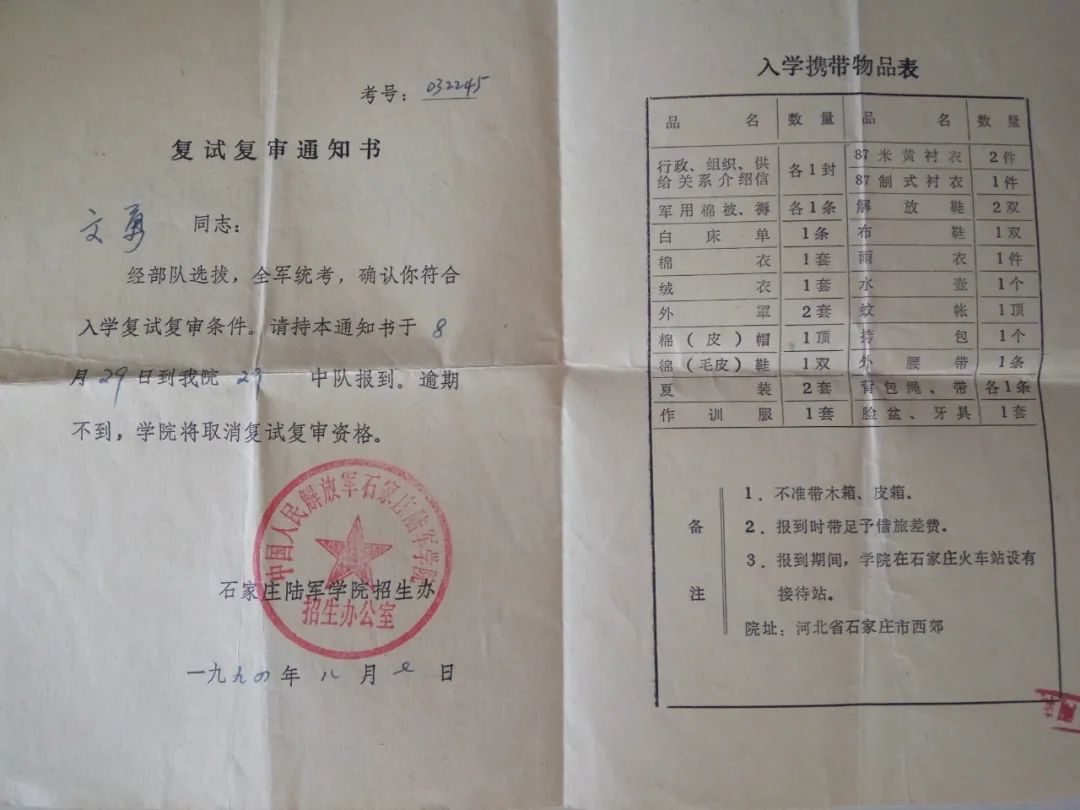 考号：032245
复试复审通知书
文勇 同志：
经部队选拔，全军统考，确认你符合
入学复试复审条件。请持本通知书于 8
月 29 日到我院 29 中队报到。逾期
不到，学院将取消复试复审资格。
中国人民解放军石家庄陆军学院
石家庄陆军学院招生办
招生办公室
一九九四年 八 月 七 日
入学携带物品表
品名 数量 品名 数量
行政、组织、供给关系介绍信 各1封 87米黄衬衣 2件
87制式衬衣 1件
军用棉被、褥 各1条 解放鞋 2双
白床单 1条 布鞋 1双
棉衣 1套 雨衣 1件
绒衣 1套 水壶 1个
外罩 2套 蚊帐 1顶
棉(皮)帽 1顶 挎包 1个
棉(毛皮)鞋 1双 外腰带 1条
夏装 2套 背包绳、带 各1条
作训服 1套 脸盆、牙具 1套
备注
1．不准带木箱、皮箱。
2．报到时带足予借旅差费。
3．报到期间，学院在石家庄火车站设有
接待站。
院址：河北省石家庄市西郊